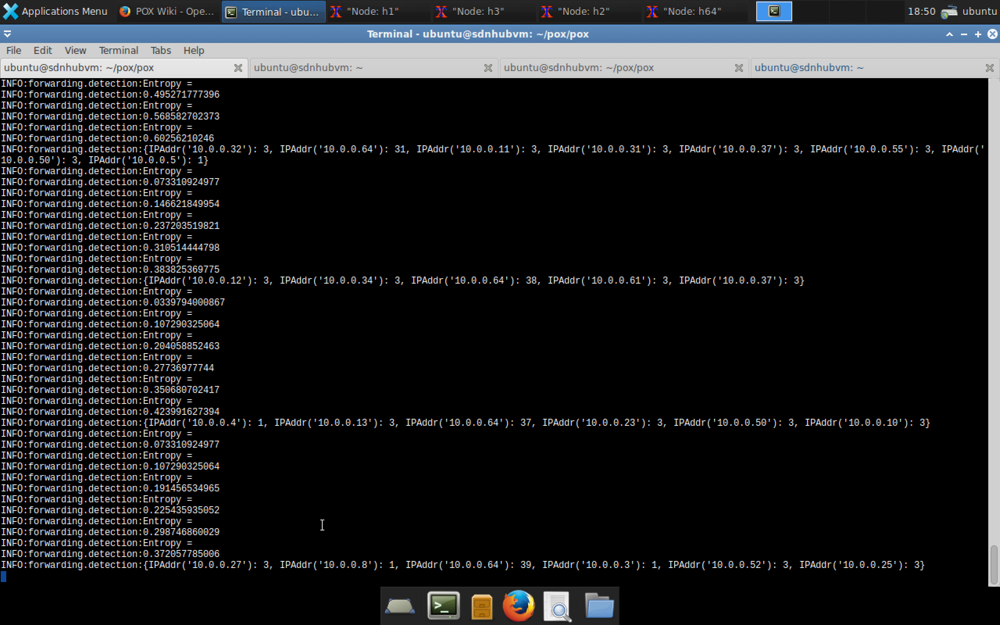 Applications Menu POX Wiki - Ope... Terminal - ubu... "Node: h1" "Node: h3" "Node: h2" "Node: h64" 18:50 ubuntu
Terminal - ubuntu@sdnhubvm: ~/pox/pox
File Edit View Terminal Tabs Help
ubuntu@sdnhubvm: ~/pox/pox ubuntu@sdnhubvm: ~ ubuntu@sdnhubvm: ~/pox/pox ubuntu@sdnhubvm: ~
INFO:forwarding.detection:Entropy =
INFO:forwarding.detection:0.495271777396
INFO:forwarding.detection:Entropy =
INFO:forwarding.detection:0.568582702373
INFO:forwarding.detection:Entropy =
INFO:forwarding.detection:0.60256210246
INFO:forwarding.detection:{IPAddr('10.0.0.32'): 3, IPAddr('10.0.0.64'): 31, IPAddr('10.0.0.11'): 3, IPAddr('10.0.0.31'): 3, IPAddr('10.0.0.37'): 3, IPAddr('10.0.0.55'): 3, IPAddr('
10.0.0.50'): 3, IPAddr('10.0.0.5'): 1}
INFO:forwarding.detection:Entropy =
INFO:forwarding.detection:0.073310924977
INFO:forwarding.detection:Entropy =
INFO:forwarding.detection:0.146621849954
INFO:forwarding.detection:Entropy =
INFO:forwarding.detection:0.237203519821
INFO:forwarding.detection:Entropy =
INFO:forwarding.detection:0.310514444798
INFO:forwarding.detection:Entropy =
INFO:forwarding.detection:0.383825369775
INFO:forwarding.detection:{IPAddr('10.0.0.12'): 3, IPAddr('10.0.0.34'): 3, IPAddr('10.0.0.64'): 38, IPAddr('10.0.0.61'): 3, IPAddr('10.0.0.37'): 3}
INFO:forwarding.detection:Entropy =
INFO:forwarding.detection:0.0339794000867
INFO:forwarding.detection:Entropy =
INFO:forwarding.detection:0.107290325064
INFO:forwarding.detection:Entropy =
INFO:forwarding.detection:0.204058852463
INFO:forwarding.detection:Entropy =
INFO:forwarding.detection:0.27736977744
INFO:forwarding.detection:Entropy =
INFO:forwarding.detection:0.350680702417
INFO:forwarding.detection:Entropy =
INFO:forwarding.detection:0.423991627394
INFO:forwarding.detection:{IPAddr('10.0.0.4'): 1, IPAddr('10.0.0.13'): 3, IPAddr('10.0.0.64'): 37, IPAddr('10.0.0.23'): 3, IPAddr('10.0.0.50'): 3, IPAddr('10.0.0.10'): 3}
INFO:forwarding.detection:Entropy =
INFO:forwarding.detection:0.073310924977
INFO:forwarding.detection:Entropy =
INFO:forwarding.detection:0.107290325064
INFO:forwarding.detection:Entropy =
INFO:forwarding.detection:0.191456534965
INFO:forwarding.detection:Entropy =
INFO:forwarding.detection:0.225435935052
INFO:forwarding.detection:Entropy =
INFO:forwarding.detection:0.298746860029
INFO:forwarding.detection:Entropy =
INFO:forwarding.detection:0.372057785006
INFO:forwarding.detection:{IPAddr('10.0.0.27'): 3, IPAddr('10.0.0.8'): 1, IPAddr('10.0.0.64'): 39, IPAddr('10.0.0.3'): 1, IPAddr('10.0.0.52'): 3, IPAddr('10.0.0.25'): 3}